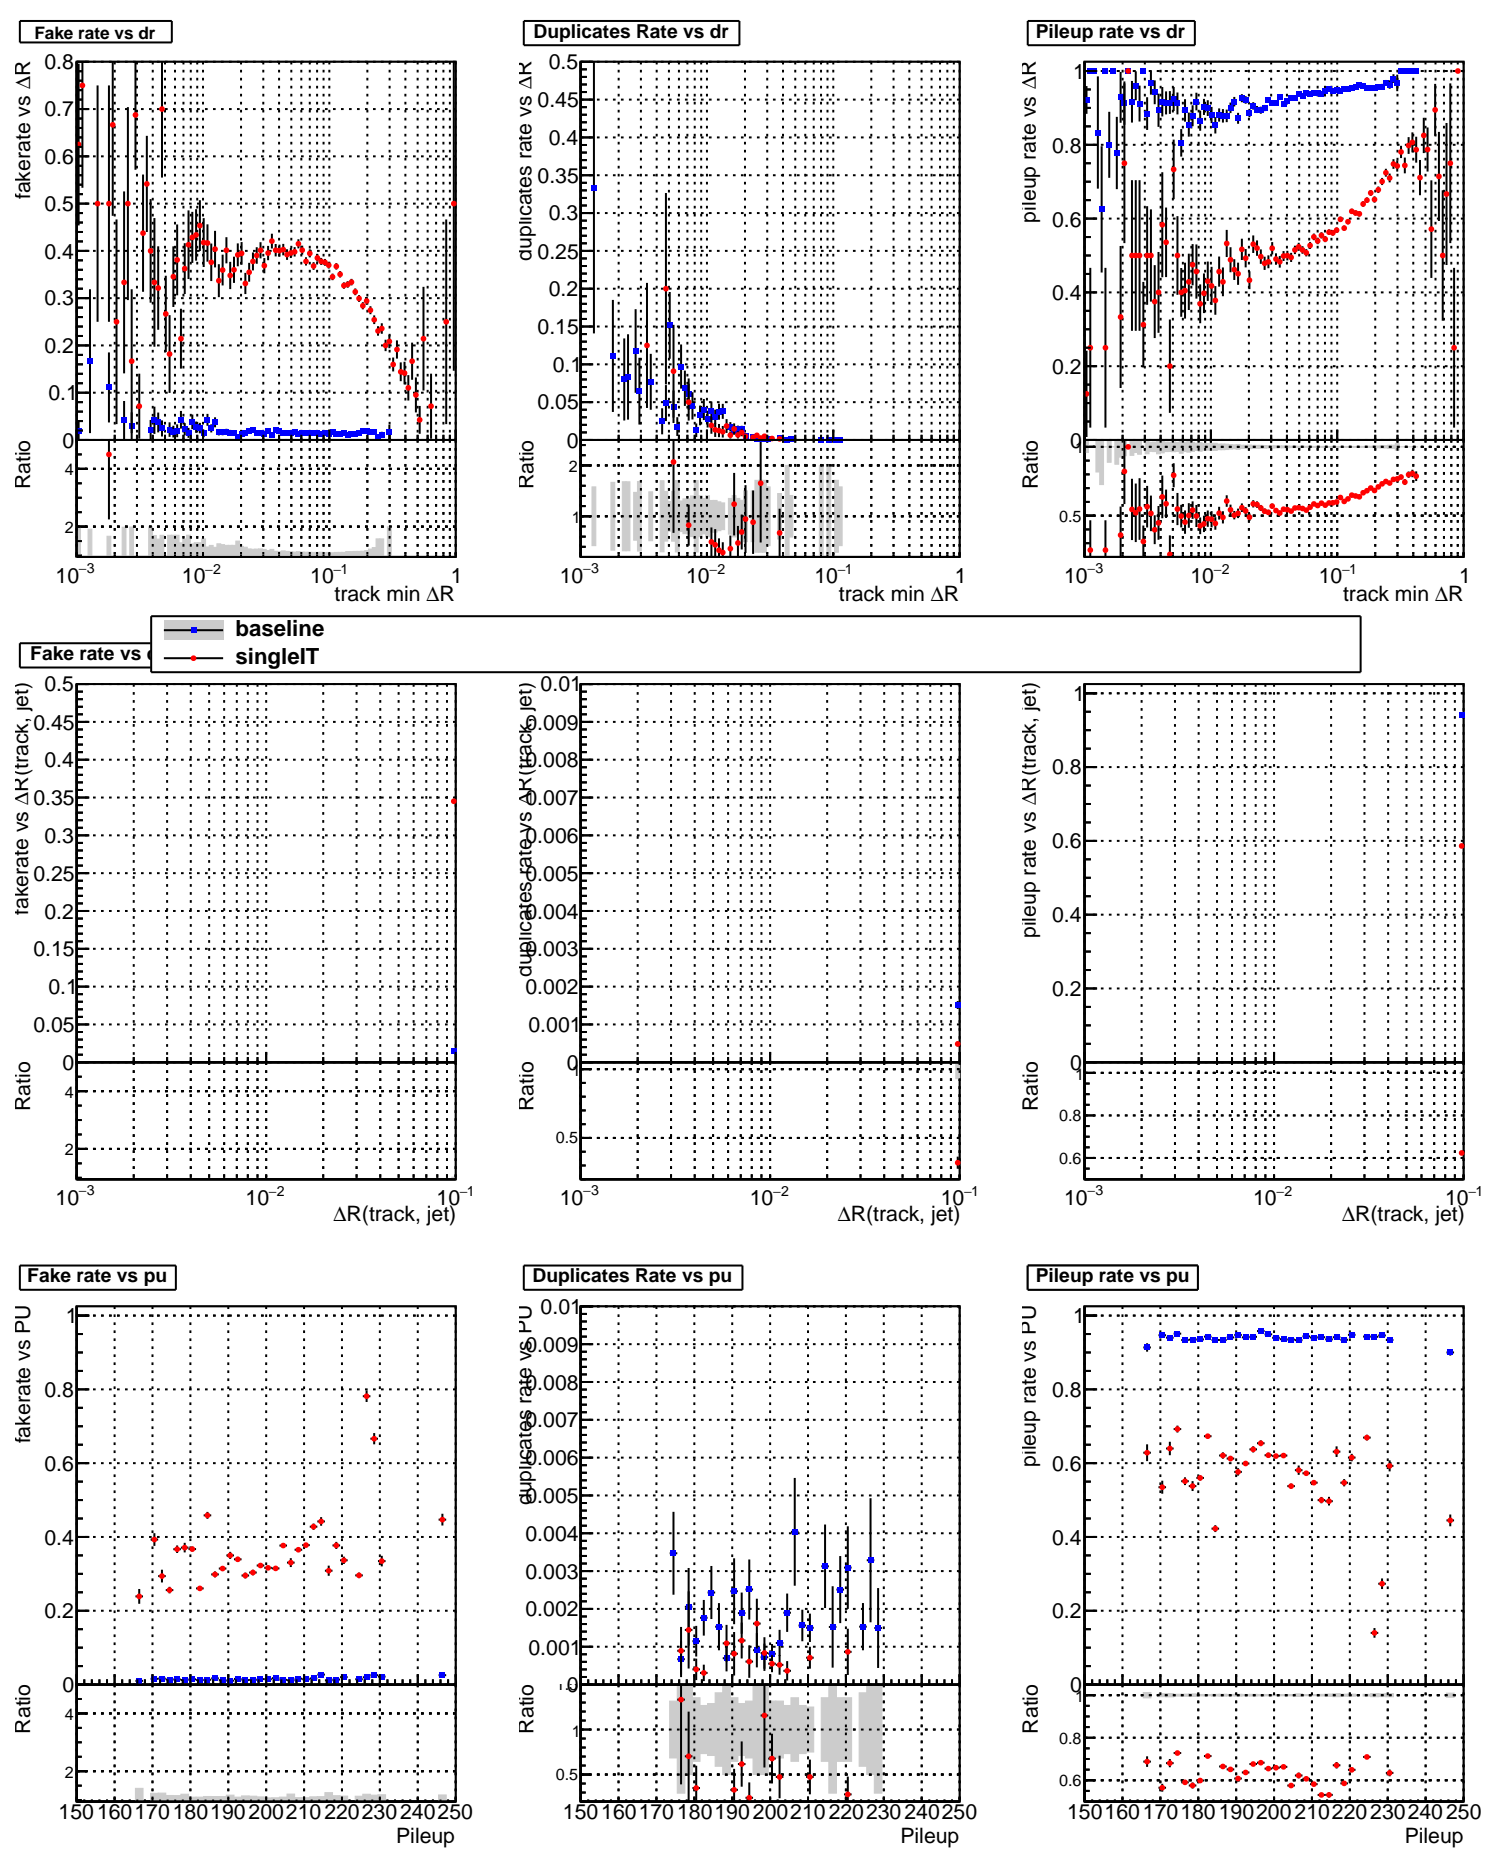 Fake rate vs dr
Duplicates Rate vs dr
Pileup rate vs dr
fakerate vs ΔR
0.8
0.7
0.6
0.5
0.4
0.3
0.2
0.1
0
Ratio
4
2
10⁻³ 10⁻² 10⁻¹ 1
track min ΔR
duplicates rate vs ΔR
0.5
0.45
0.4
0.35
0.3
0.25
0.2
0.15
0.1
0.05
0
Ratio
2
1
10⁻³ 10⁻² 10⁻¹ 1
track min ΔR
pileup rate vs ΔR
1
0.8
0.6
0.4
0.2
0
Ratio
0.5
10⁻³ 10⁻² 10⁻¹ 1
track min ΔR
baseline
singleIT
Fake rate vs
fakerate vs ΔR(track, jet)
0.5
0.45
0.4
0.35
0.3
0.25
0.2
0.15
0.1
0.05
0
Ratio
4
2
10⁻³ 10⁻² 10⁻¹
ΔR(track, jet)
duplicates rate vs ΔR(track, jet)
0.01
0.009
0.008
0.007
0.006
0.005
0.004
0.003
0.002
0.001
0
Ratio
1
0.5
10⁻³ 10⁻² 10⁻¹
ΔR(track, jet)
pileup rate vs ΔR(track, jet)
1
0.8
0.6
0.4
0.2
0
Ratio
1
0.8
0.6
10⁻³ 10⁻² 10⁻¹
ΔR(track, jet)
Fake rate vs pu
Duplicates Rate vs pu
Pileup rate vs pu
fakerate vs PU
1
0.8
0.6
0.4
0.2
0
Ratio
4
2
150 160 170 180 190 200 210 220 230 240 250
Pileup
duplicates rate vs PU
0.01
0.009
0.008
0.007
0.006
0.005
0.004
0.003
0.002
0.001
0
Ratio
1
0.5
150 160 170 180 190 200 210 220 230 240 250
Pileup
pileup rate vs PU
1
0.8
0.6
0.4
0.2
0
Ratio
1
0.8
0.6
150 160 170 180 190 200 210 220 230 240 250
Pileup